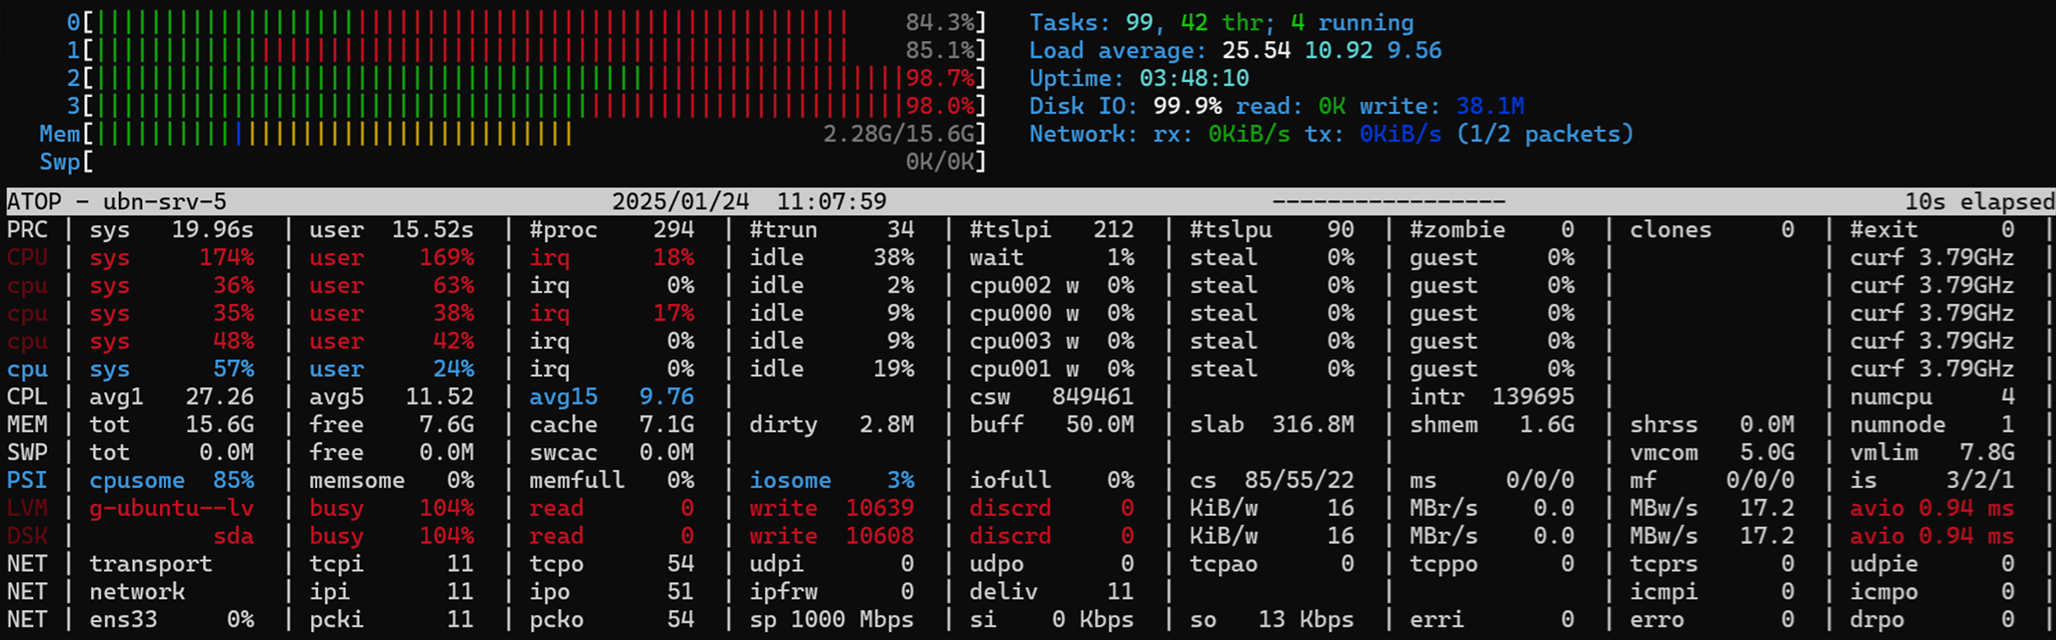 0[ 84.3%] Tasks: 99, 42 thr; 4 running
1[ 85.1%] Load average: 25.54 10.92 9.56
2[ 98.7%] Uptime: 03:48:10
3[ 98.0%] Disk IO: 99.9% read: 0K write: 38.1M
Mem[ 2.28G/15.6G] Network: rx: 0KiB/s tx: 0KiB/s (1/2 packets)
Swp[ 0K/0K]
ATOP - ubn-srv-5 2025/01/24 11:07:59 ----------------- 10s elapsed
PRC | sys 19.96s | user 15.52s | #proc 294 | #trun 34 | #tslpi 212 | #tslpu 90 | #zombie 0 | clones 0 | #exit 0 |
CPU | sys 174% | user 169% | irq 18% | idle 38% | wait 1% | steal 0% | guest 0% | | curf 3.79GHz |
cpu | sys 36% | user 63% | irq 0% | idle 2% | cpu002 w 0% | steal 0% | guest 0% | | curf 3.79GHz |
cpu | sys 35% | user 38% | irq 17% | idle 9% | cpu000 w 0% | steal 0% | guest 0% | | curf 3.79GHz |
cpu | sys 48% | user 42% | irq 0% | idle 9% | cpu003 w 0% | steal 0% | guest 0% | | curf 3.79GHz |
cpu | sys 57% | user 24% | irq 0% | idle 19% | cpu001 w 0% | steal 0% | guest 0% | | curf 3.79GHz |
CPL | avg1 27.26 | avg5 11.52 | avg15 9.76 | | csw 849461 | | intr 139695 | | numcpu 4 |
MEM | tot 15.6G | free 7.6G | cache 7.1G | dirty 2.8M | buff 50.0M | slab 316.8M | shmem 1.6G | shrss 0.0M | numnode 1 |
SWP | tot 0.0M | free 0.0M | swcac 0.0M | | | | | vmcom 5.0G | vmlim 7.8G |
PSI | cpusome 85% | memsome 0% | memfull 0% | iosome 3% | iofull 0% | cs 85/55/22 | ms 0/0/0 | mf 0/0/0 | is 3/2/1 |
LVM | g-ubuntu--lv | busy 104% | read 0 | write 10639 | discrd 0 | KiB/w 16 | MBr/s 0.0 | MBw/s 17.2 | avio 0.94 ms |
DSK | sda | busy 104% | read 0 | write 10608 | discrd 0 | KiB/w 16 | MBr/s 0.0 | MBw/s 17.2 | avio 0.94 ms |
NET | transport | tcpi 11 | tcpo 54 | udpi 0 | udpo 0 | tcpao 0 | tcppo 0 | tcprs 0 | udpie 0 |
NET | network | ipi 11 | ipo 51 | ipfrw 0 | deliv 11 | | | icmpi 0 | icmpo 0 |
NET | ens33 0% | pcki 11 | pcko 54 | sp 1000 Mbps | si 0 Kbps | so 13 Kbps | erri 0 | erro 0 | drpo 0 |